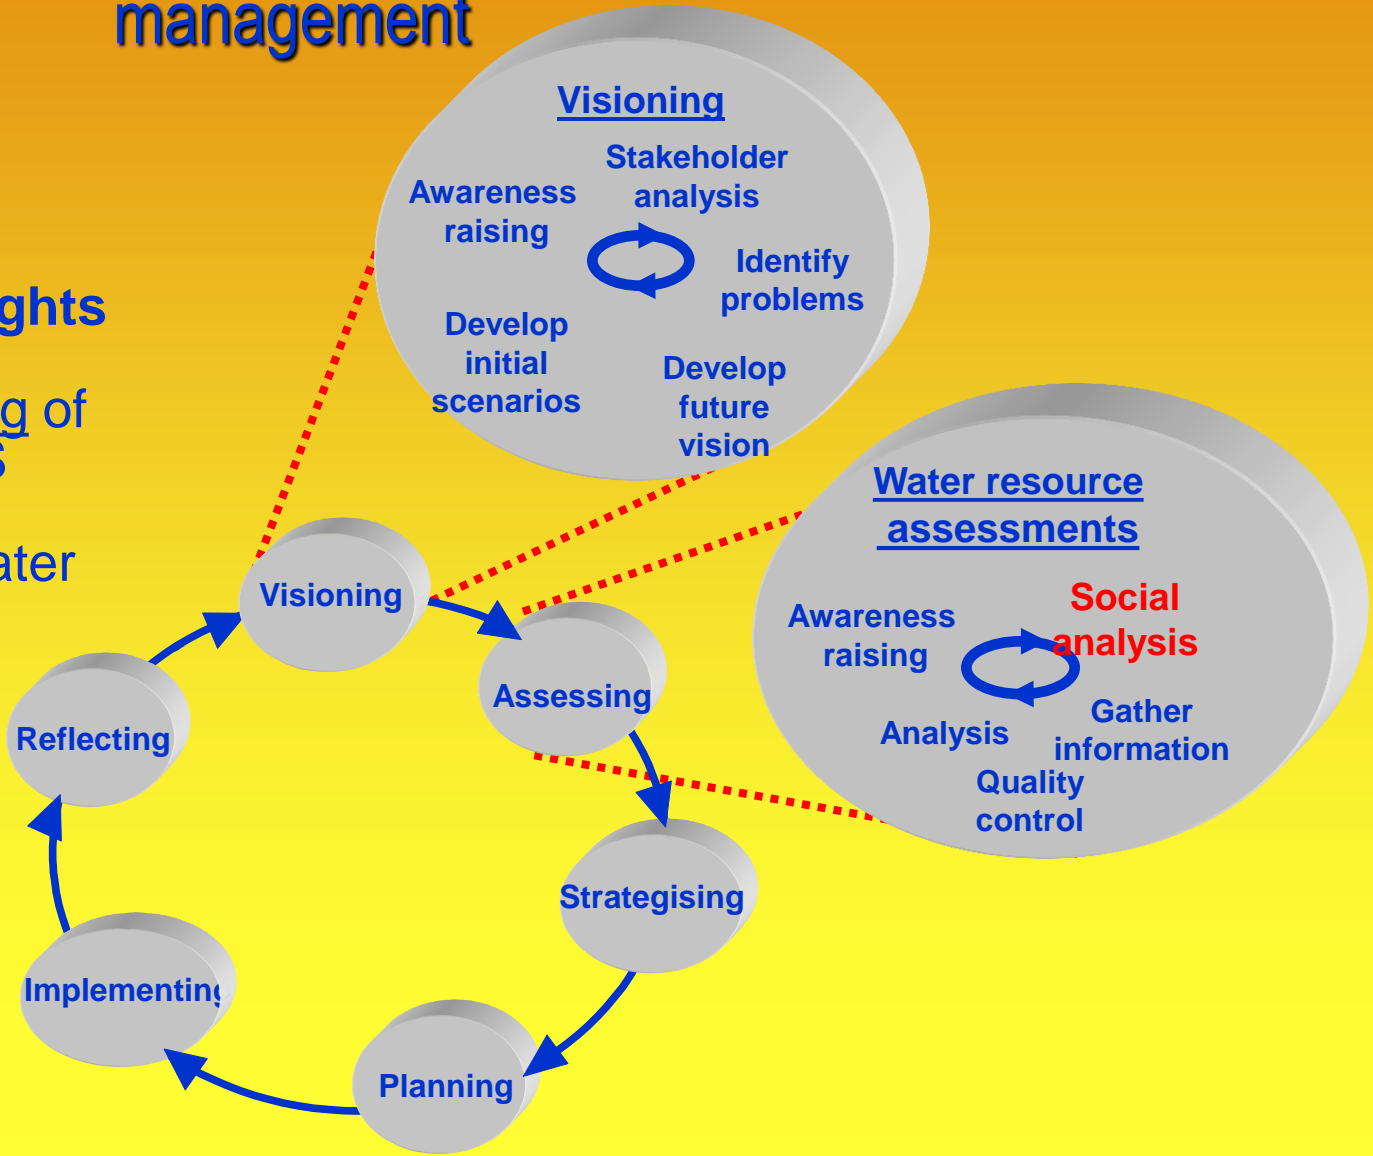 management
Visioning
Stakeholder
analysis
Awareness
raising
Identify
problems
Develop
initial
scenarios
Develop
future
vision
ghts
g of
s
ater
Water resource
assessments
Social
analysis
Awareness
raising
Gather
information
Analysis
Quality
control
Visioning
Assessing
Reflecting
Strategising
Implementing
Planning